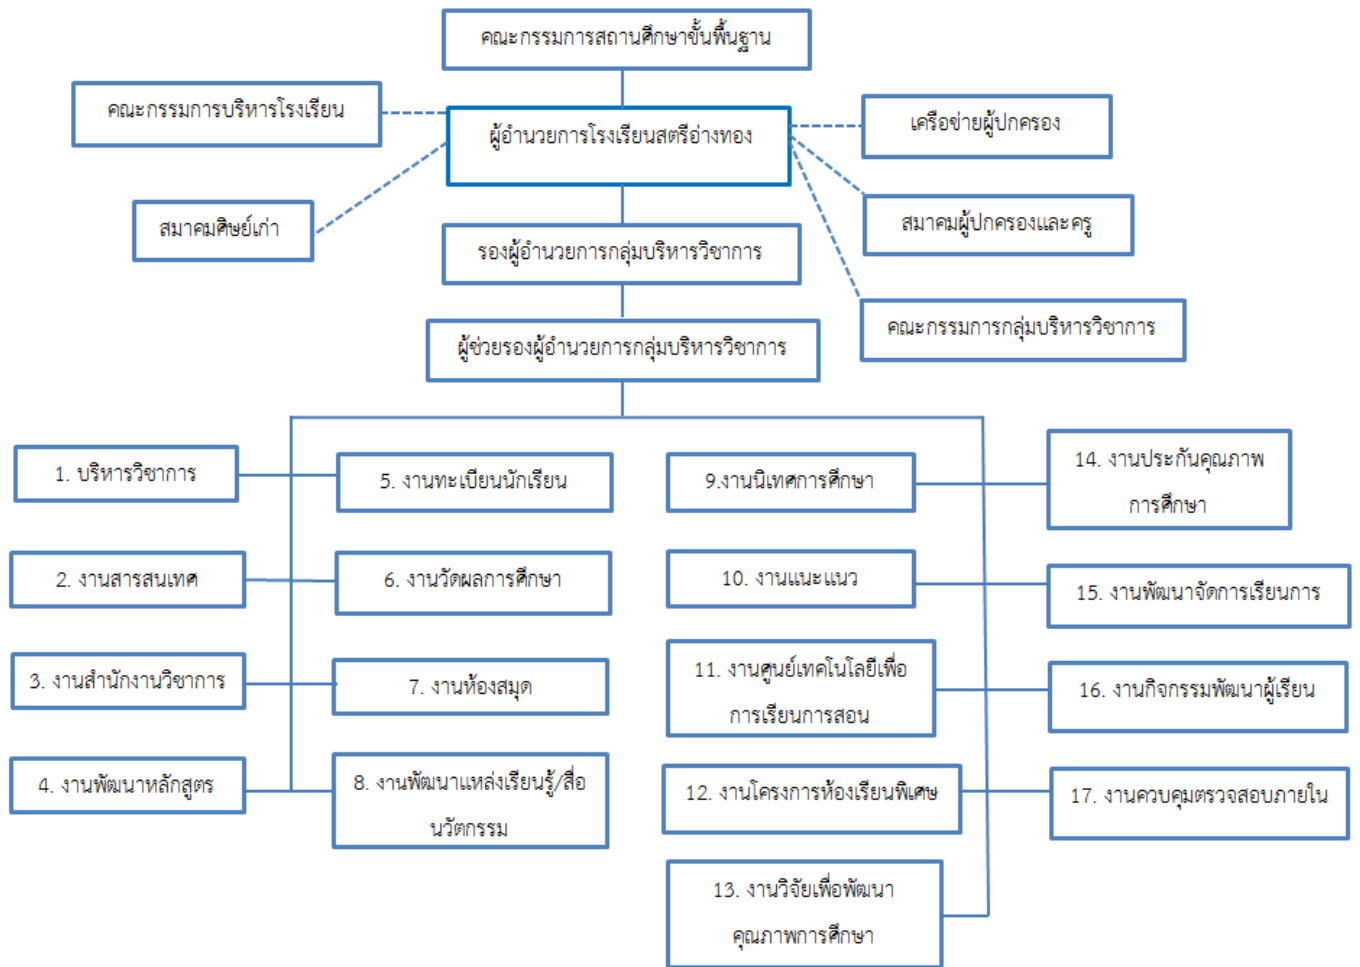 คณะกรรมการสถานศึกษาขั้นพื้นฐาน
คณะกรรมการบริหารโรงเรียน
ผู้อำนวยการโรงเรียนสตรีอ่างทอง
เครือข่ายผู้ปกครอง
สมาคมศิษย์เก่า
สมาคมผู้ปกครองและครู
รองผู้อำนวยการกลุ่มบริหารวิชาการ
คณะกรรมการกลุ่มบริหารวิชาการ
ผู้ช่วยรองผู้อำนวยการกลุ่มบริหารวิชาการ
1. บริหารวิชาการ
2. งานสารสนเทศ
3. งานสำนักงานวิชาการ
4. งานพัฒนาหลักสูตร
5. งานทะเบียนนักเรียน
6. งานวัดผลการศึกษา
7. งานห้องสมุด
8. งานพัฒนาแหล่งเรียนรู้/สื่อ
นวัตกรรม
9.งานนิเทศการศึกษา
10. งานแนะแนว
11. งานศูนย์เทคโนโลยีเพื่อ
การเรียนการสอน
12. งานโครงการห้องเรียนพิเศษ
13. งานวิจัยเพื่อพัฒนา
คุณภาพการศึกษา
14. งานประกันคุณภาพ
การศึกษา
15. งานพัฒนาจัดการเรียนการ
16. งานกิจกรรมพัฒนาผู้เรียน
17. งานควบคุมตรวจสอบภายใน